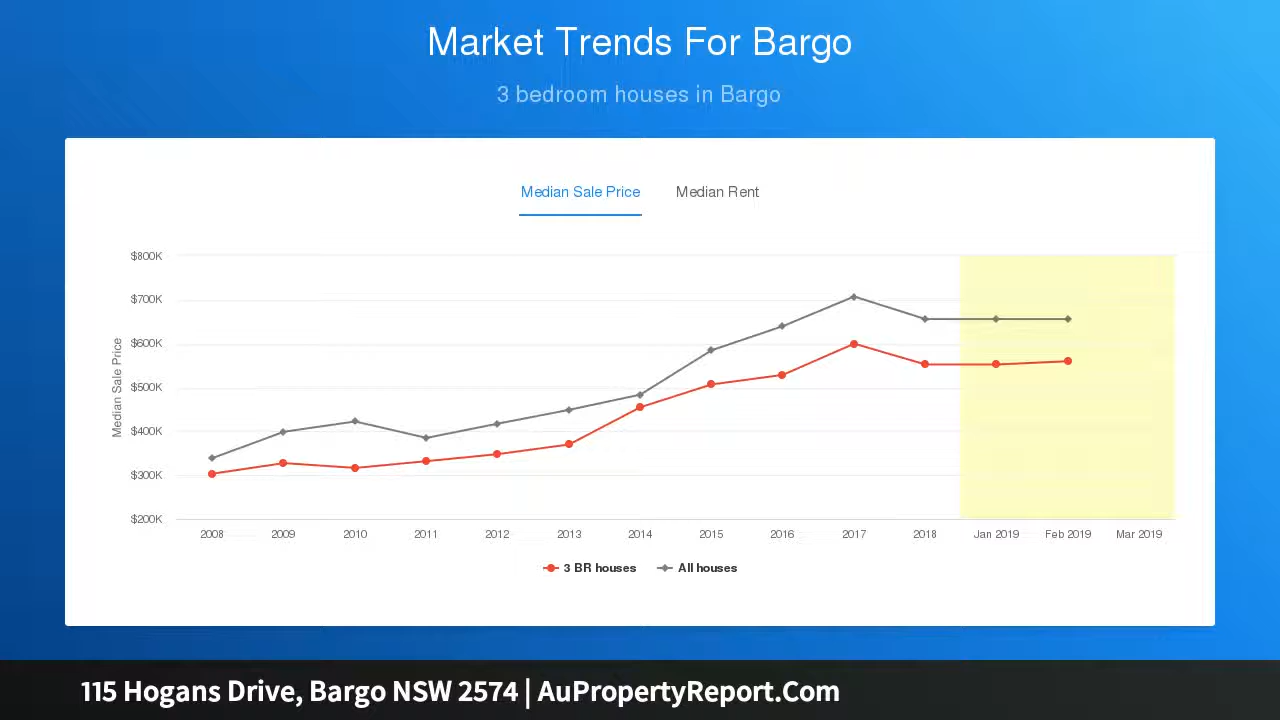 Market Trends For Bargo
3 bedroom houses in Bargo
Median Sale Price Median Rent
$800K
$700K
$600K
$500K
$400K
$300K
$200K
Median Sale Price
2008 2009 2010 2011 2012 2013 2014 2015 2016 2017 2018 Jan 2019 Feb 2019 Mar 2019
3 BR houses All houses
115 Hogans Drive, Bargo NSW 2574 | AuPropertyReport.Com